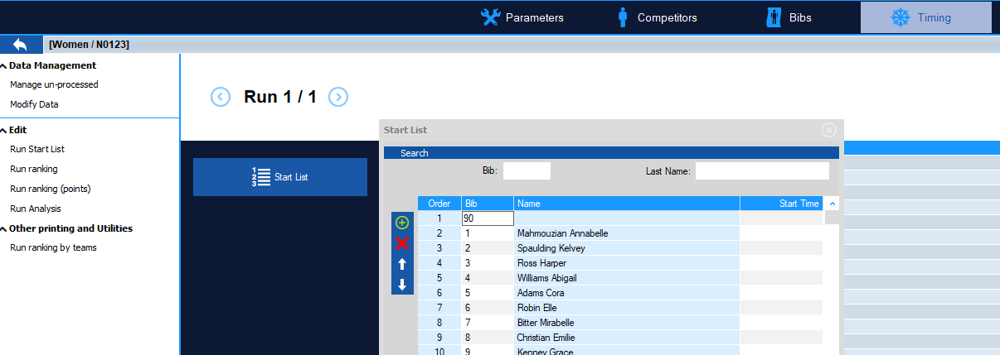 Parameters Competitors Bibs Timing
[Women / N0123]
Data Management
Manage un-processed
Modify Data
Edit
Run Start List
Run ranking
Run ranking (points)
Run Analysis
Other printing and Utilities
Run ranking by teams
Run 1 / 1
1 2 3 Start List
Start List
Search
Bib: Last Name:
Order Bib Name Start Time
1 90
2 1 Mahmouzian Annabelle
3 2 Spaulding Kelvey
4 3 Ross Harper
5 4 Williams Abigail
6 5 Adams Cora
7 6 Robin Elle
8 7 Bitter Mirabelle
9 8 Christian Emilie
10 9 Kenney Grace